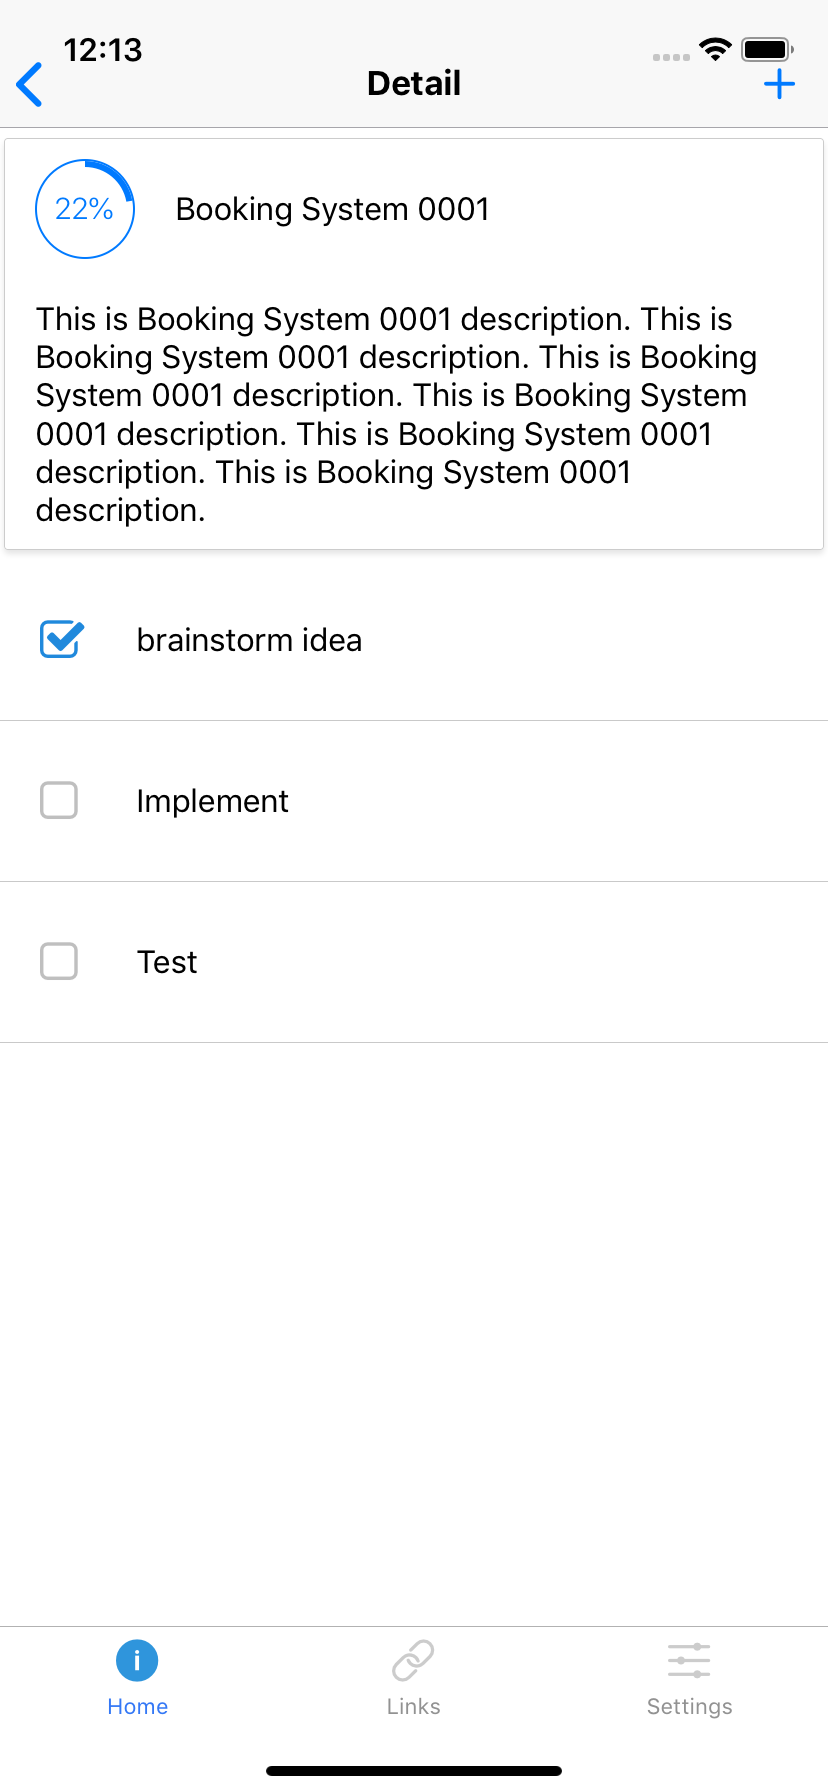 12:13
Detail
22%
Booking System 0001
This is Booking System 0001 description. This is
Booking System 0001 description. This is Booking
System 0001 description. This is Booking System
0001 description. This is Booking System 0001
description. This is Booking System 0001
description.
brainstorm idea
Implement
Test
Home
Links
Settings